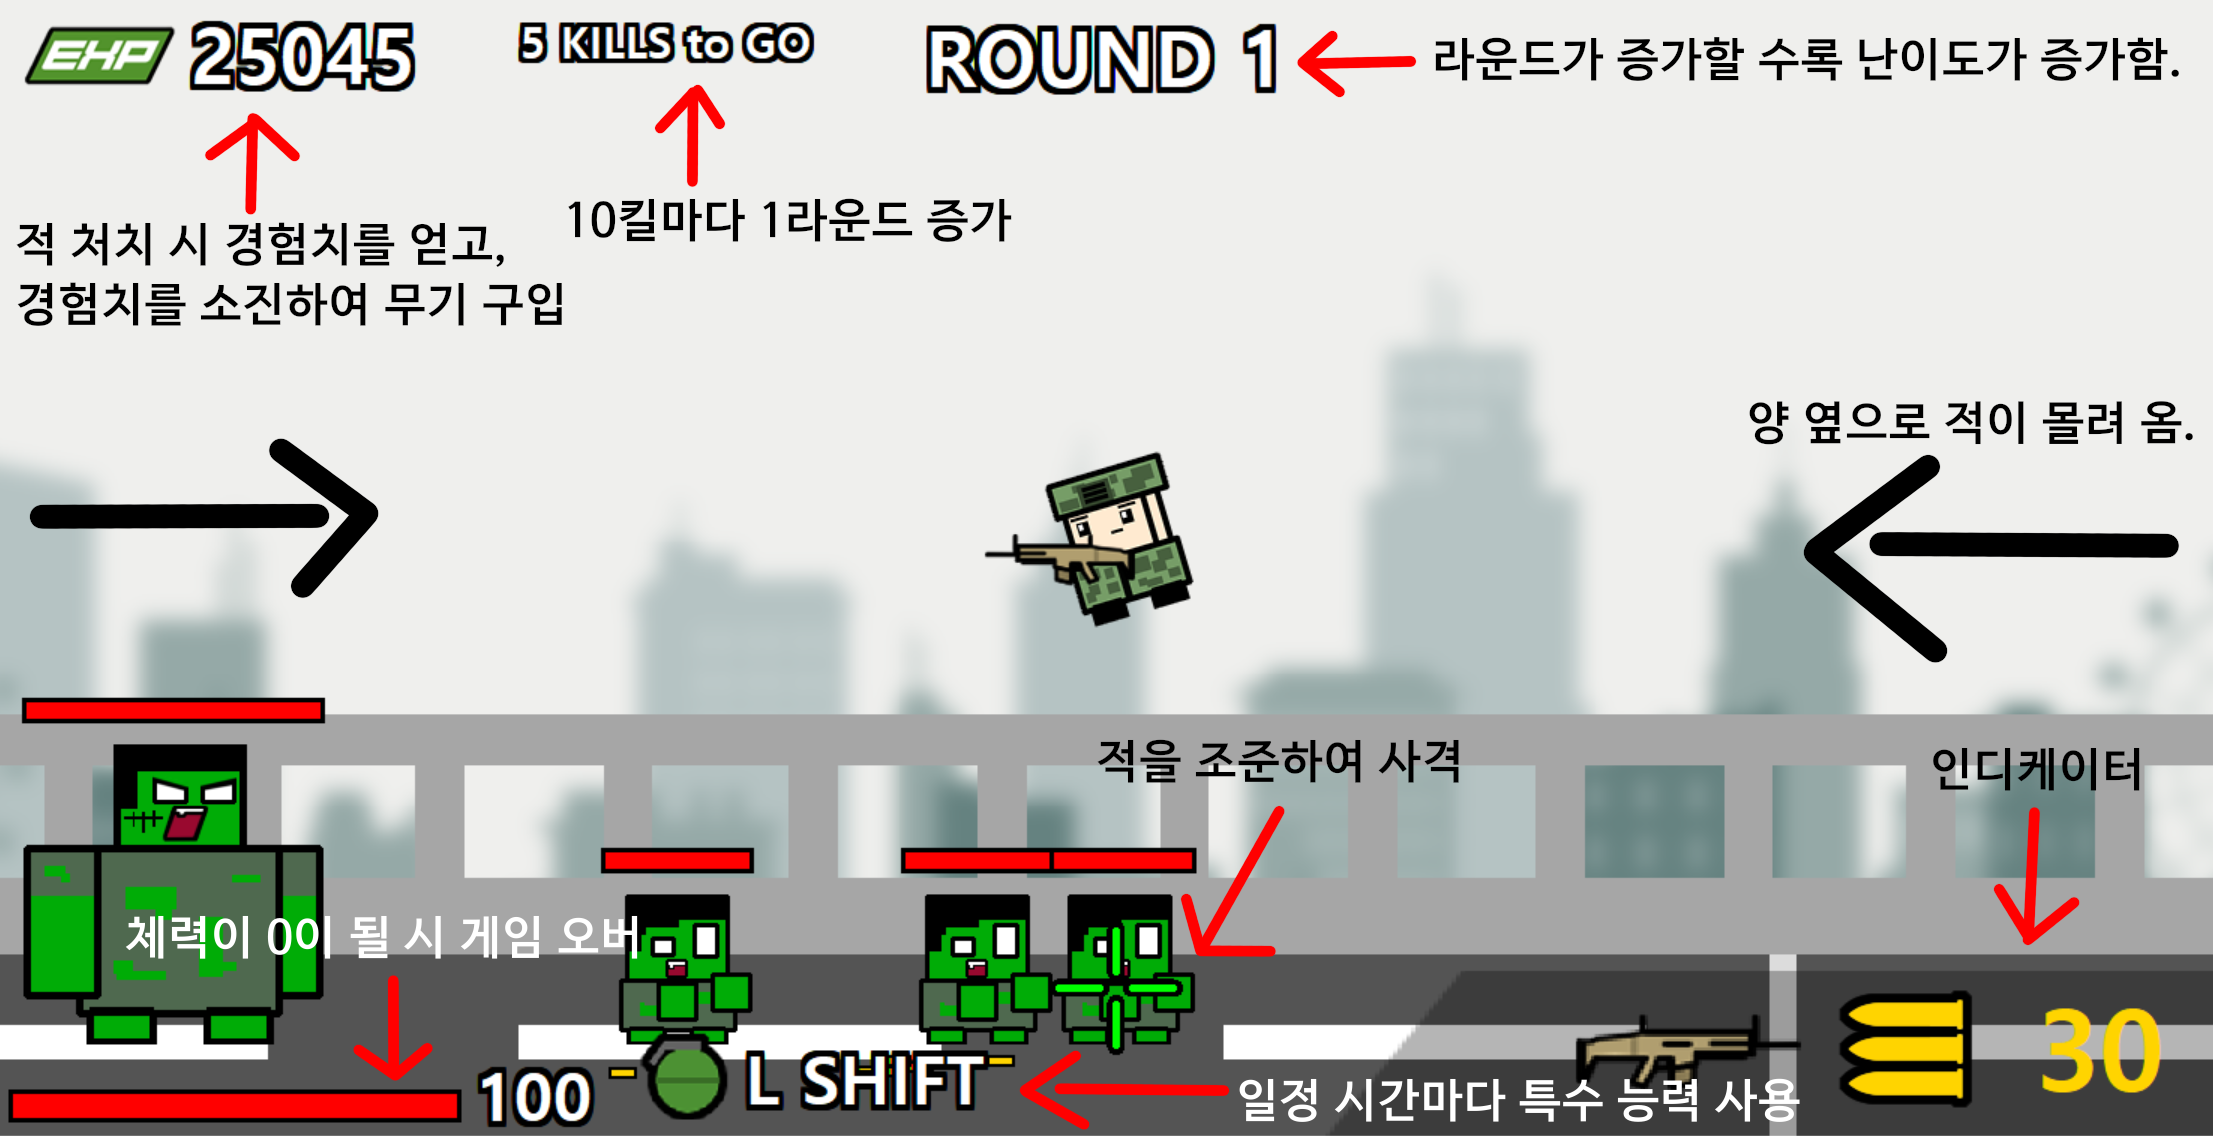 EXP 25045
5 KILLS to GO
ROUND 1
라운드가 증가할 수록 난이도가 증가함.
10킬마다 1라운드 증가
적 처치 시 경험치를 얻고,
경험치를 소진하여 무기 구입
양 옆으로 적이 몰려 옴.
적을 조준하여 사격
인디케이터
체력이 0이 될 시 게임 오버
100
L SHIFT
일정 시간마다 특수 능력 사용
30